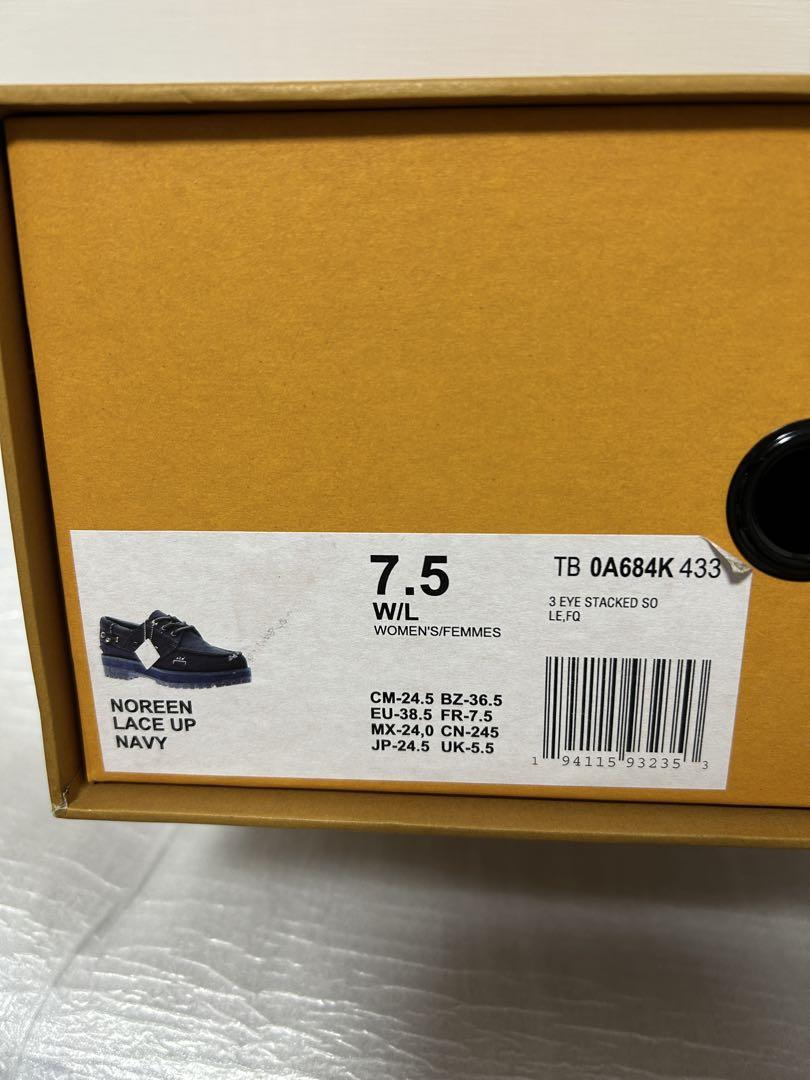 7.5
W/L
WOMEN'S/FEMMES
TB 0A684K 433
3 EYE STACKED SO
LE,FQ
NOREEN
LACE UP
NAVY
CM-24.5 BZ-36.5
EU-38.5 FR-7.5
MX-24,0 CN-245
JP-24.5 UK-5.5
1 94115 93235 3